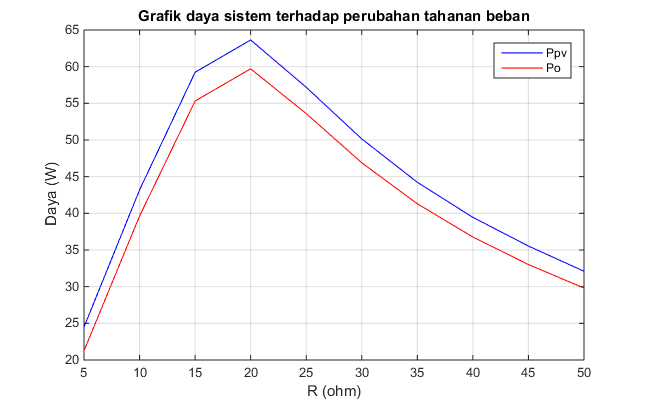 Grafik daya sistem terhadap perubahan tahanan beban
65
60
55
50
45
40
35
30
25
20
Daya (W)
Ppv
Po
5 10 15 20 25 30 35 40 45 50
R (ohm)